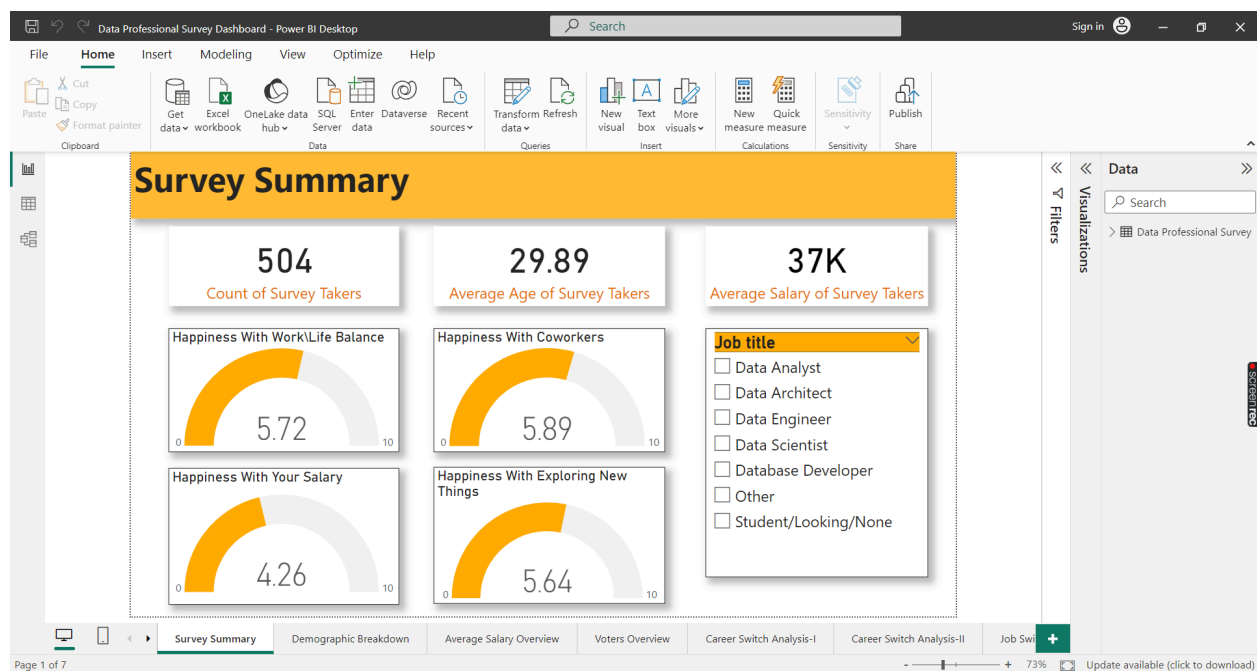 Data Professional Survey Dashboard - Power BI Desktop
Search
Sign in
File Home Insert Modeling View Optimize Help
Paste
Cut
Copy
Format painter
Clipboard
Get data
Excel workbook
OneLake data hub
SQL Server
Enter data
Dataverse
Recent sources
Data
Transform data
Refresh
Queries
New visual
Text box
More visuals
Insert
New measure
Quick measure
Calculations
Sensitivity
Sensitivity
Publish
Share
Survey Summary
504
Count of Survey Takers
29.89
Average Age of Survey Takers
37K
Average Salary of Survey Takers
Happiness With Work\Life Balance
5.72
0
10
Happiness With Coworkers
5.89
0
10
Happiness With Your Salary
4.26
0
10
Happiness With Exploring New
Things
5.64
0
10
Job title
Data Analyst
Data Architect
Data Engineer
Data Scientist
Database Developer
Other
Student/Looking/None
Filters
Visualizations
Data
Search
Data Professional Survey
screenrec
Survey Summary
Demographic Breakdown
Average Salary Overview
Voters Overview
Career Switch Analysis-I
Career Switch Analysis-II
Job Swi
Page 1 of 7
- + 73%
Update available (click to download)